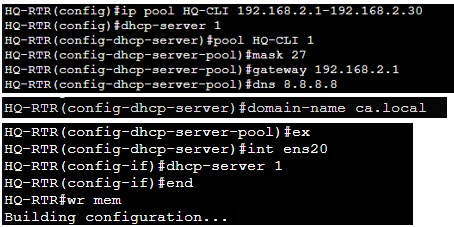 HQ-RTR(config)#ip pool HQ-CLI 192.168.2.1-192.168.2.30
HQ-RTR(config)#dhcp-server 1
HQ-RTR(config-dhcp-server)#pool HQ-CLI 1
HQ-RTR(config-dhcp-server-pool)#mask 27
HQ-RTR(config-dhcp-server-pool)#gateway 192.168.2.1
HQ-RTR(config-dhcp-server-pool)#dns 8.8.8.8
HQ-RTR(config-dhcp-server)#domain-name ca.local
HQ-RTR(config-dhcp-server-pool)#ex
HQ-RTR(config-dhcp-server)#int ens20
HQ-RTR(config-if)#dhcp-server 1
HQ-RTR(config-if)#end
HQ-RTR#wr mem
Building configuration...